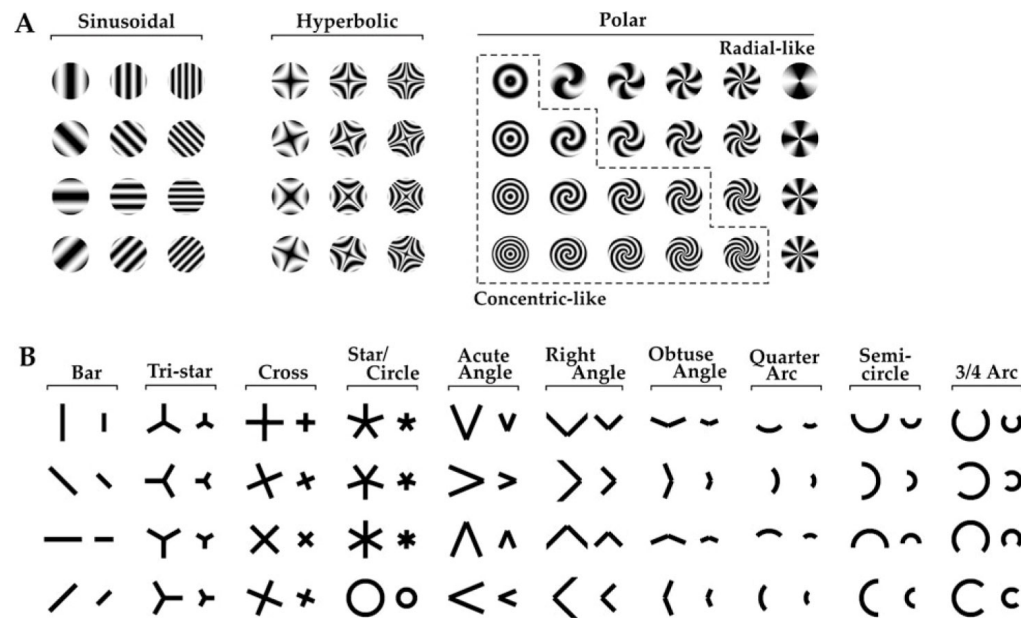 A
Sinusoidal
Hyperbolic
Polar
Radial-like
Concentric-like
B
Bar
Tri-star
Cross
Star/
Circle
Acute
Angle
Right
Angle
Obtuse
Angle
Quarter
Arc
Semi-
circle
3/4 Arc